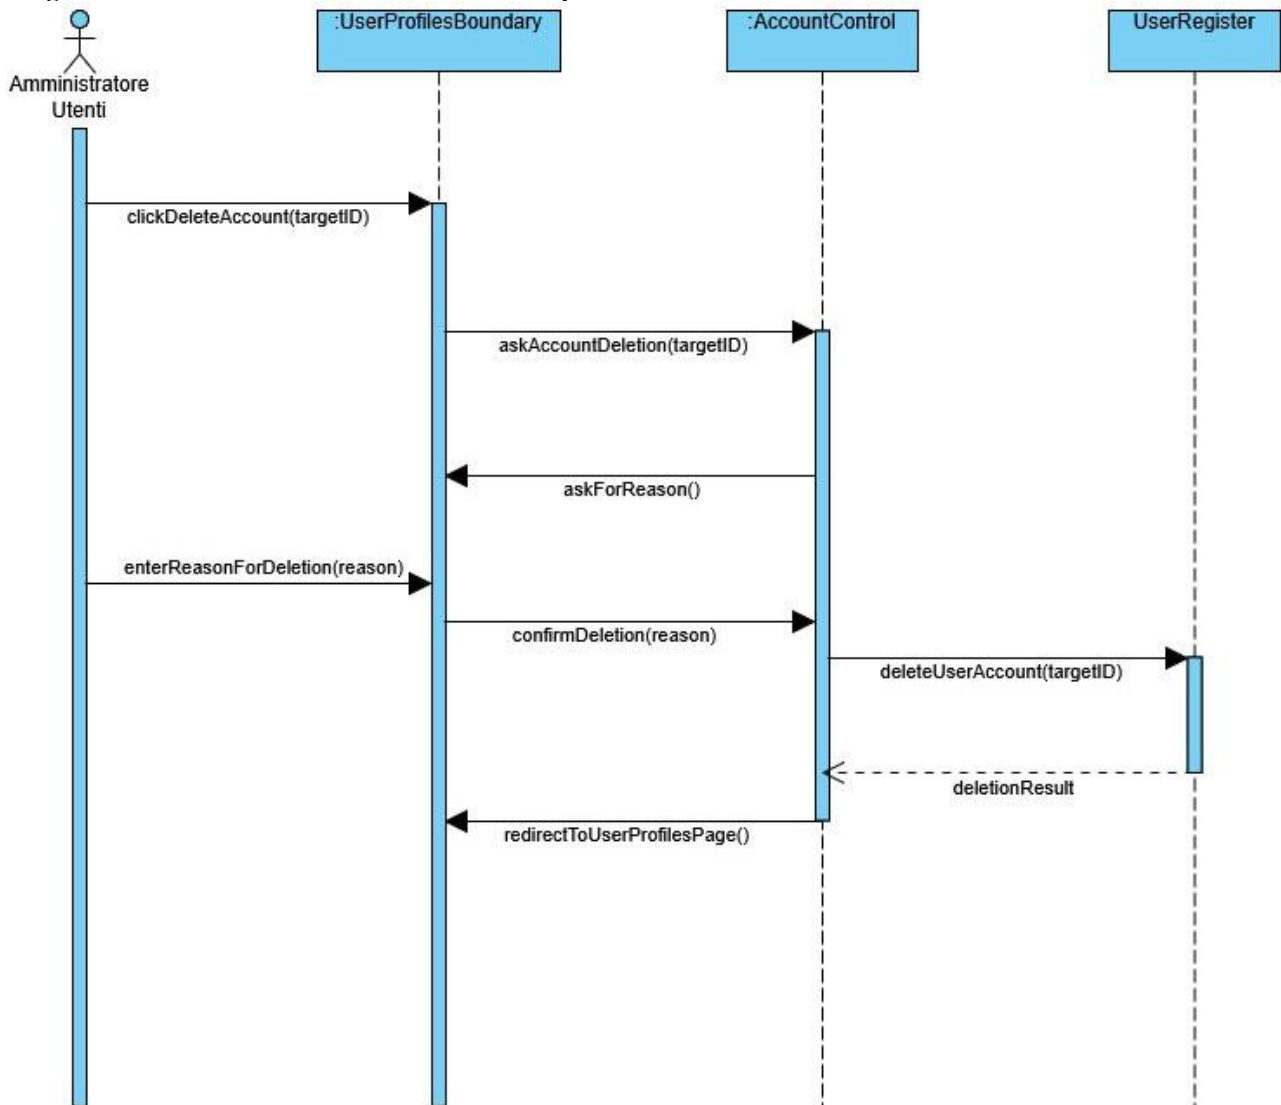 :UserProfilesBoundary
:AccountControl
UserRegister
Amministratore
Utenti
clickDeleteAccount(targetID)
askAccountDeletion(targetID)
askForReason()
enterReasonForDeletion(reason)
confirmDeletion(reason)
deleteUserAccount(targetID)
deletionResult
redirectToUserProfilesPage()